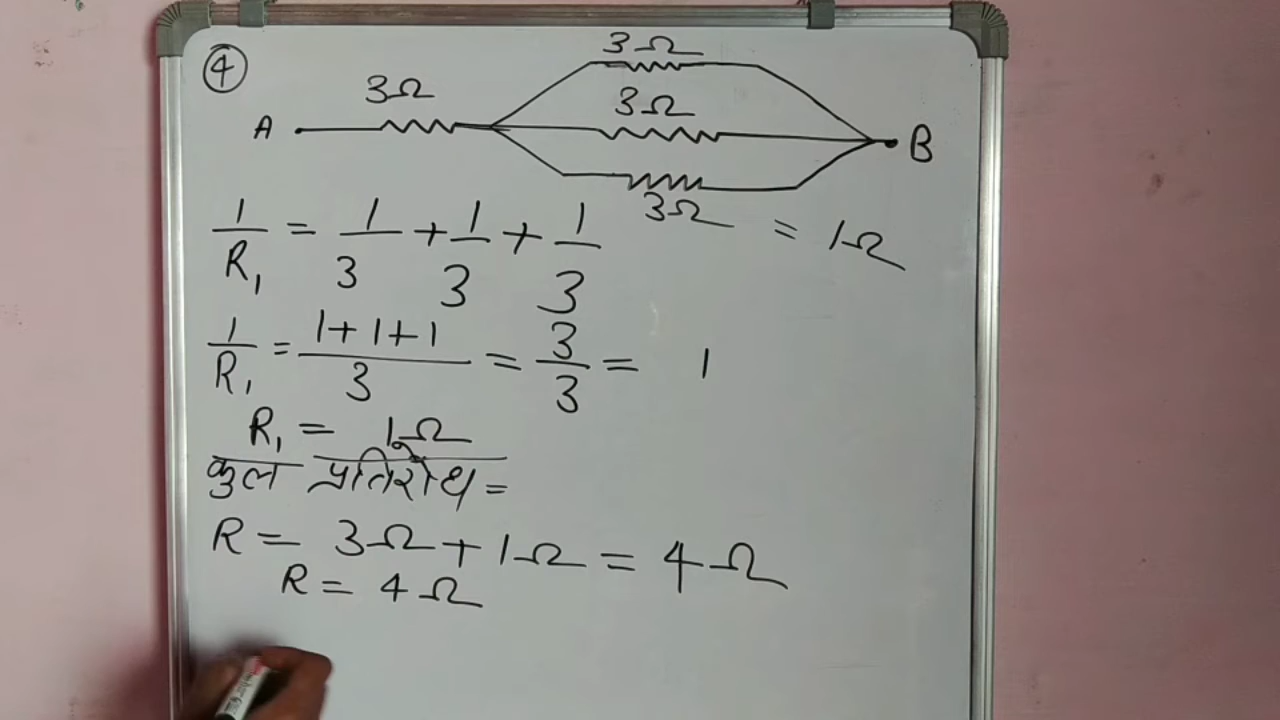 ④
3Ω
3Ω
A 3Ω B
3Ω = 1Ω
1/R₁ = 1/3 + 1/3 + 1/3
1/R₁ = 1+1+1/3 = 3/3 = 1
R₁ = 1Ω
कुल प्रतिरोध =
R = 3Ω + 1Ω = 4Ω
R = 4Ω